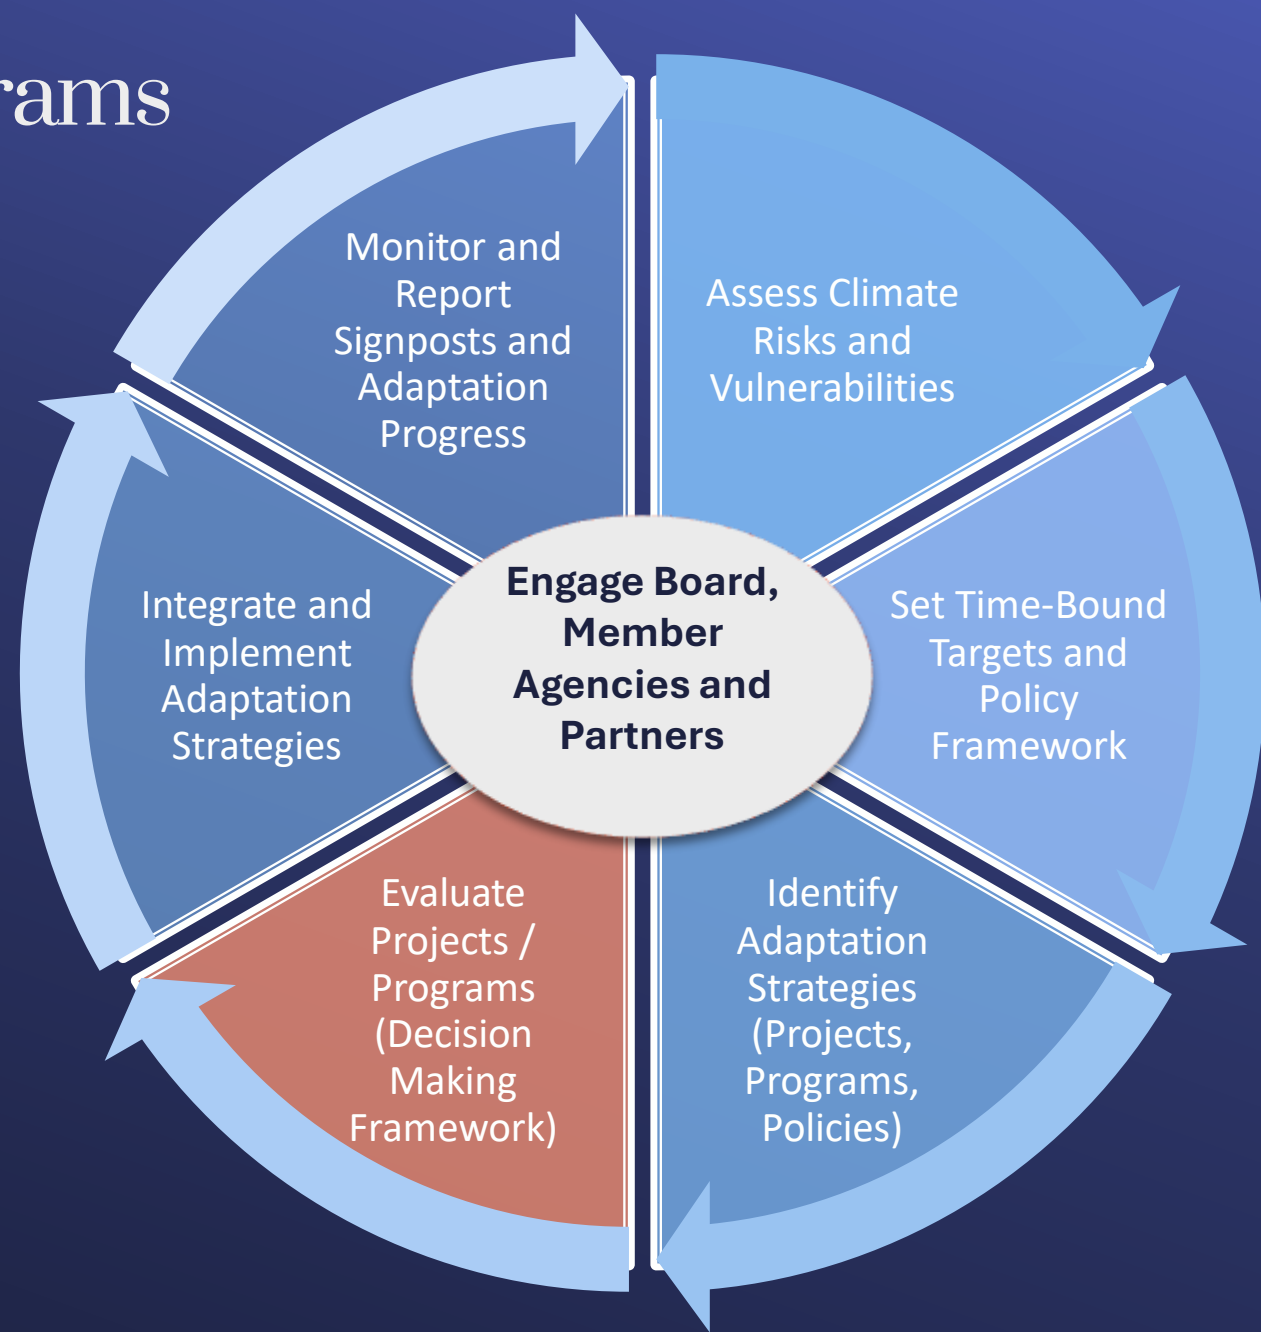 rams
Assess Climate
Risks and
Vulnerabilities
Set Time-Bound
Targets and
Policy
Framework
Identify
Adaptation
Strategies
(Projects,
Programs,
Policies)
Evaluate
Projects /
Programs
(Decision
Making
Framework)
Integrate and
Implement
Adaptation
Strategies
Monitor and
Report
Signposts and
Adaptation
Progress
Engage Board,
Member
Agencies and
Partners